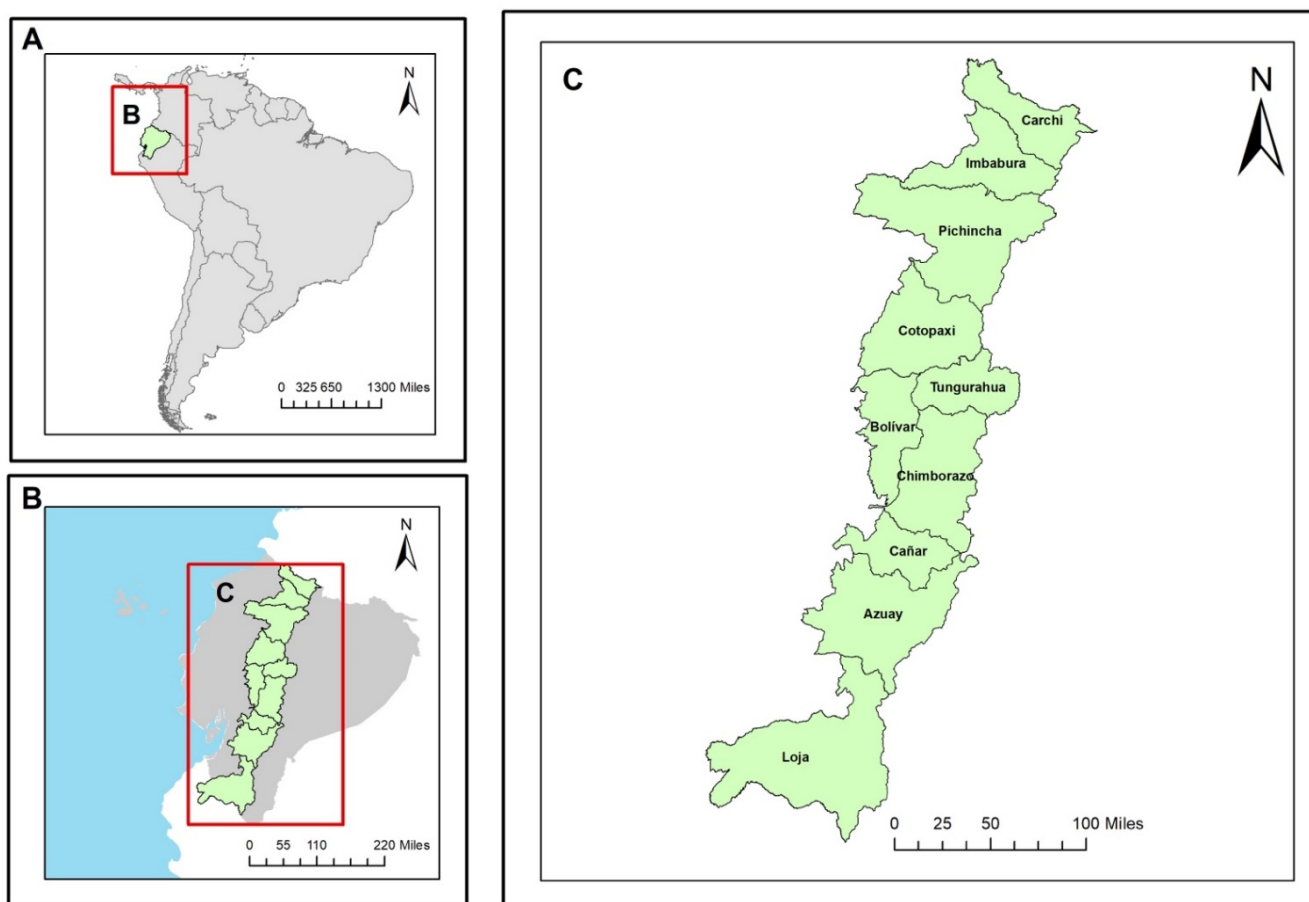 A
N
B
0 325 650 1300 Miles
B
N
C
0 55 110 220 Miles
C
N
Carchi
Imbabura
Pichincha
Cotopaxi
Tungurahua
Bolívar
Chimborazo
Cañar
Azuay
Loja
0 25 50 100 Miles